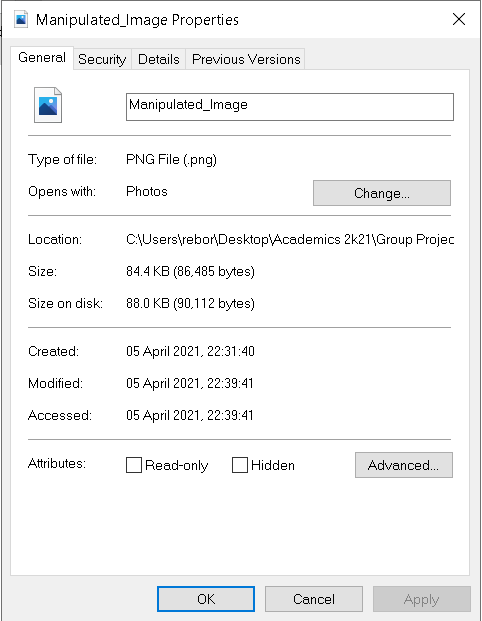 Manipulated_Image Properties
General Security Details Previous Versions
Manipulated_Image
Type of file: PNG File (.png)
Opens with: Photos Change...
Location: C:\Users\rebor\Desktop\Academics 2k21\Group Projec
Size: 84.4 KB (86,485 bytes)
Size on disk: 88.0 KB (90,112 bytes)
Created: 05 April 2021, 22:31:40
Modified: 05 April 2021, 22:39:41
Accessed: 05 April 2021, 22:39:41
Attributes: Read-only Hidden Advanced...
OK Cancel Apply